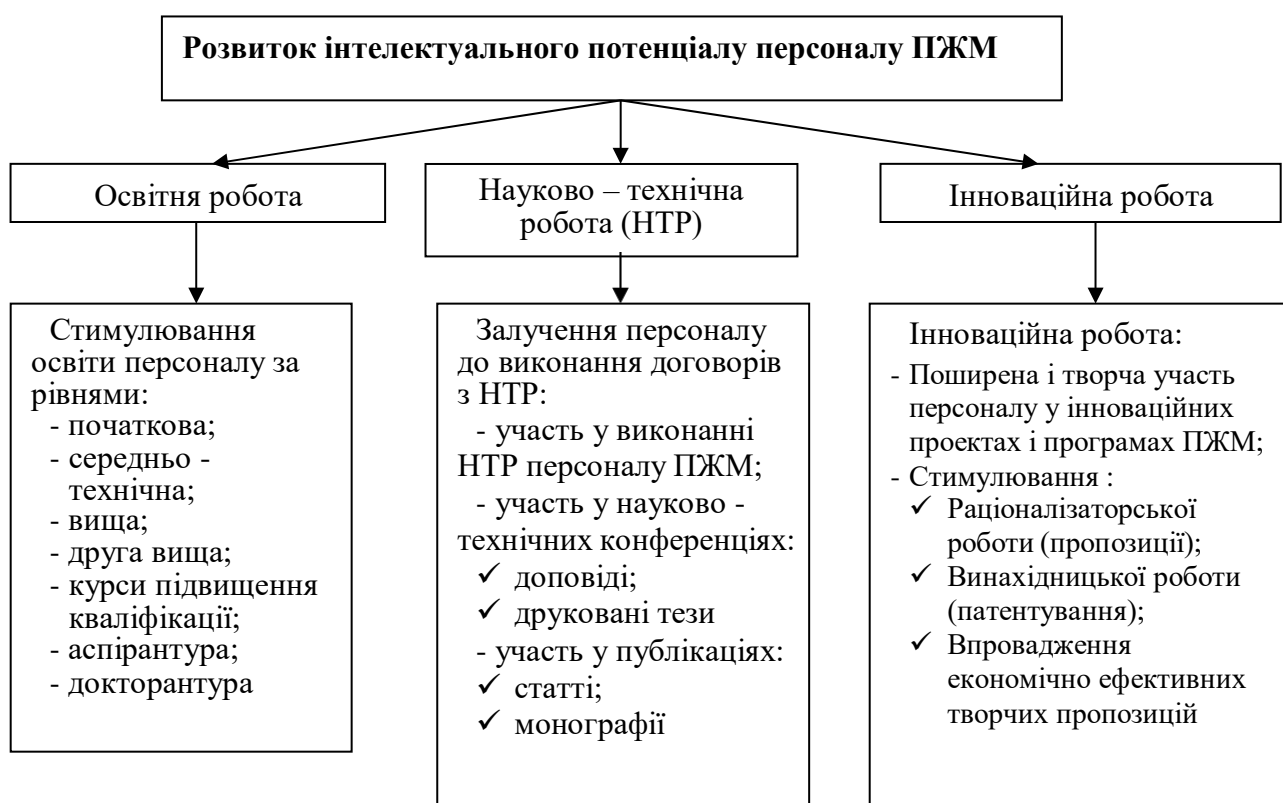 Розвиток інтелектуального потенціалу персоналу ПЖМ
Освітня робота
Науково – технічна
робота (НТР)
Інноваційна робота
Стимулювання
освіти персоналу за
рівнями:
- початкова;
- середньо -
технічна;
- вища;
- друга вища;
- курси підвищення
кваліфікації;
- аспірантура;
- докторантура
Залучення персоналу
до виконання договорів
з НТР:
- участь у виконанні
НТР персоналу ПЖМ;
- участь у науково -
технічних конференціях:
✓ доповіді;
✓ друковані тези
- участь у публікаціях:
✓ статті;
✓ монографії
Інноваційна робота:
- Поширена і творча участь
персоналу у інноваційних
проектах і програмах ПЖМ;
- Стимулювання :
✓ Раціоналізаторської
роботи (пропозиції);
✓ Винахідницької роботи
(патентування);
✓ Впровадження
економічно ефективних
творчих пропозицій